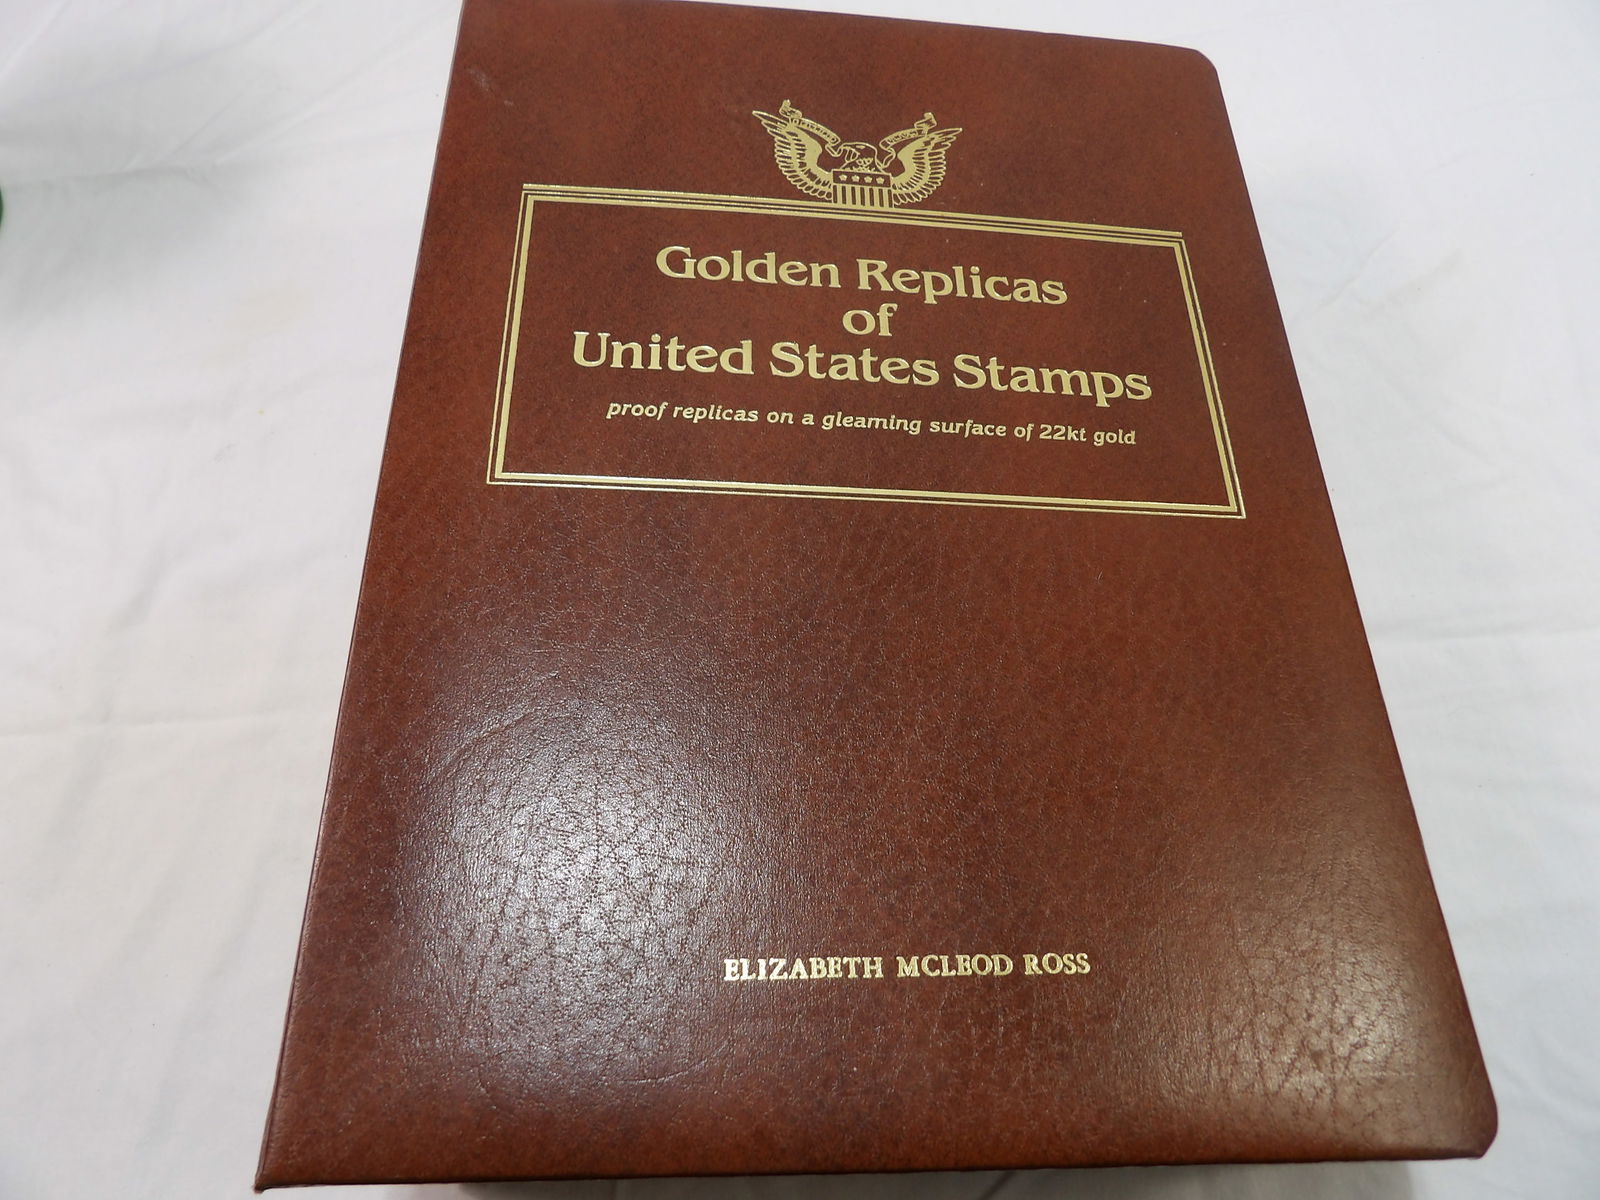 Golden Replicas
of
United States Stamps
proof replicas on a gleaming surface of 22kt gold
ELIZABETH MCLEOD ROSS